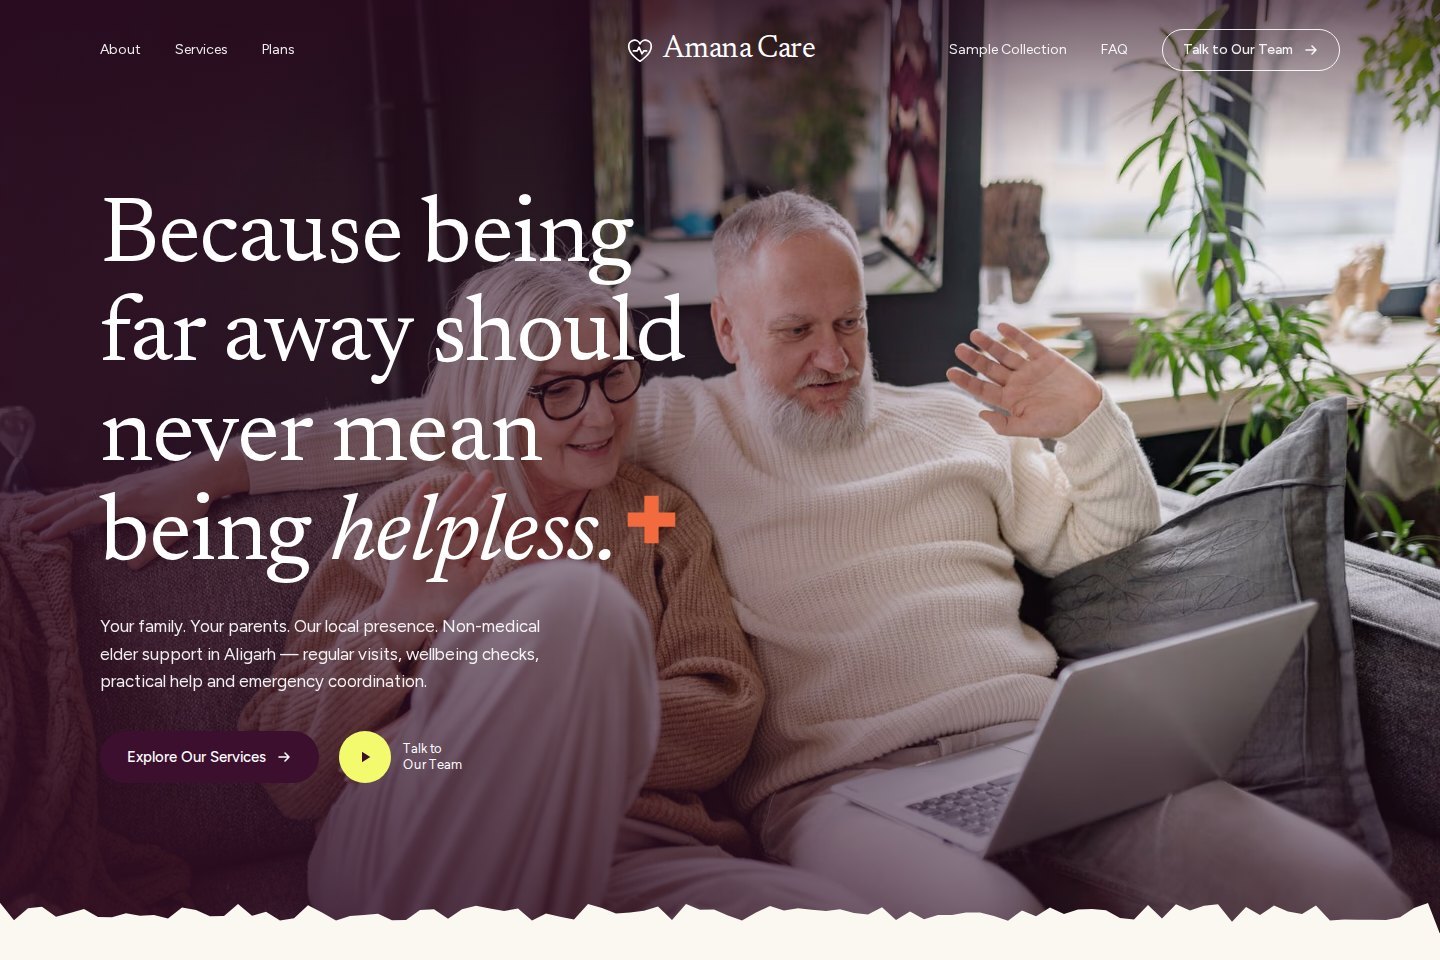 About
Services
Plans
Amana Care
Sample Collection
FAQ
Talk to Our Team
Because being
far away should
never mean
being helpless.
Your family. Your parents. Our local presence. Non-medical
elder support in Aligarh — regular visits, wellbeing checks,
practical help and emergency coordination.
Explore Our Services
Talk to
Our Team